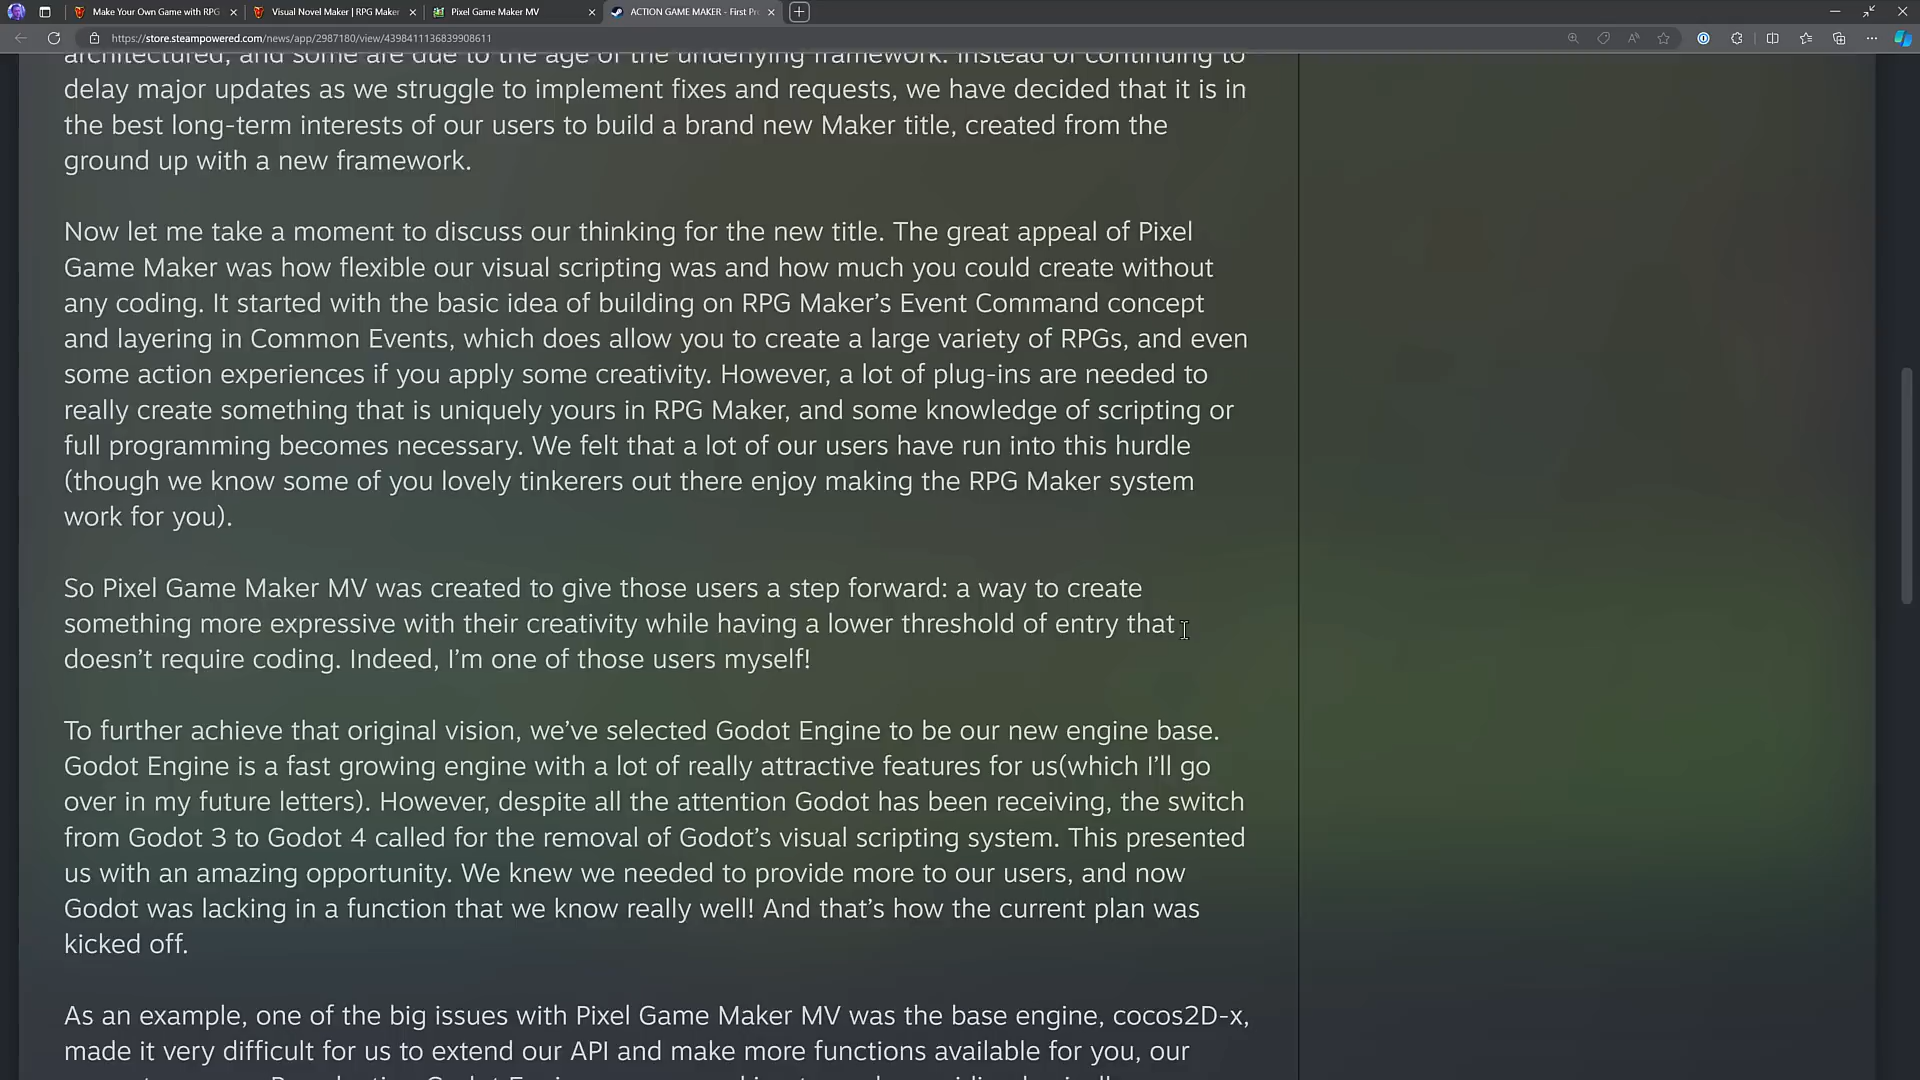 Make Your Own Game with RPG
Visual Novel Maker | RPG Maker
Pixel Game Maker MV
ACTION GAME MAKER - First Pr
https://store.steampowered.com/news/app/2987180/view/4398411136839908611
architectured, and some are due to the age of the underlying framework. Instead of continuing to
delay major updates as we struggle to implement fixes and requests, we have decided that it is in
the best long-term interests of our users to build a brand new Maker title, created from the
ground up with a new framework.
Now let me take a moment to discuss our thinking for the new title. The great appeal of Pixel
Game Maker was how flexible our visual scripting was and how much you could create without
any coding. It started with the basic idea of building on RPG Maker’s Event Command concept
and layering in Common Events, which does allow you to create a large variety of RPGs, and even
some action experiences if you apply some creativity. However, a lot of plug-ins are needed to
really create something that is uniquely yours in RPG Maker, and some knowledge of scripting or
full programming becomes necessary. We felt that a lot of our users have run into this hurdle
(though we know some of you lovely tinkerers out there enjoy making the RPG Maker system
work for you).
So Pixel Game Maker MV was created to give those users a step forward: a way to create
something more expressive with their creativity while having a lower threshold of entry that
doesn’t require coding. Indeed, I’m one of those users myself!
To further achieve that original vision, we’ve selected Godot Engine to be our new engine base.
Godot Engine is a fast growing engine with a lot of really attractive features for us(which I’ll go
over in my future letters). However, despite all the attention Godot has been receiving, the switch
from Godot 3 to Godot 4 called for the removal of Godot’s visual scripting system. This presented
us with an amazing opportunity. We knew we needed to provide more to our users, and now
Godot was lacking in a function that we know really well! And that’s how the current plan was
kicked off.
As an example, one of the big issues with Pixel Game Maker MV was the base engine, cocos2D-x,
made it very difficult for us to extend our API and make more functions available for you, our